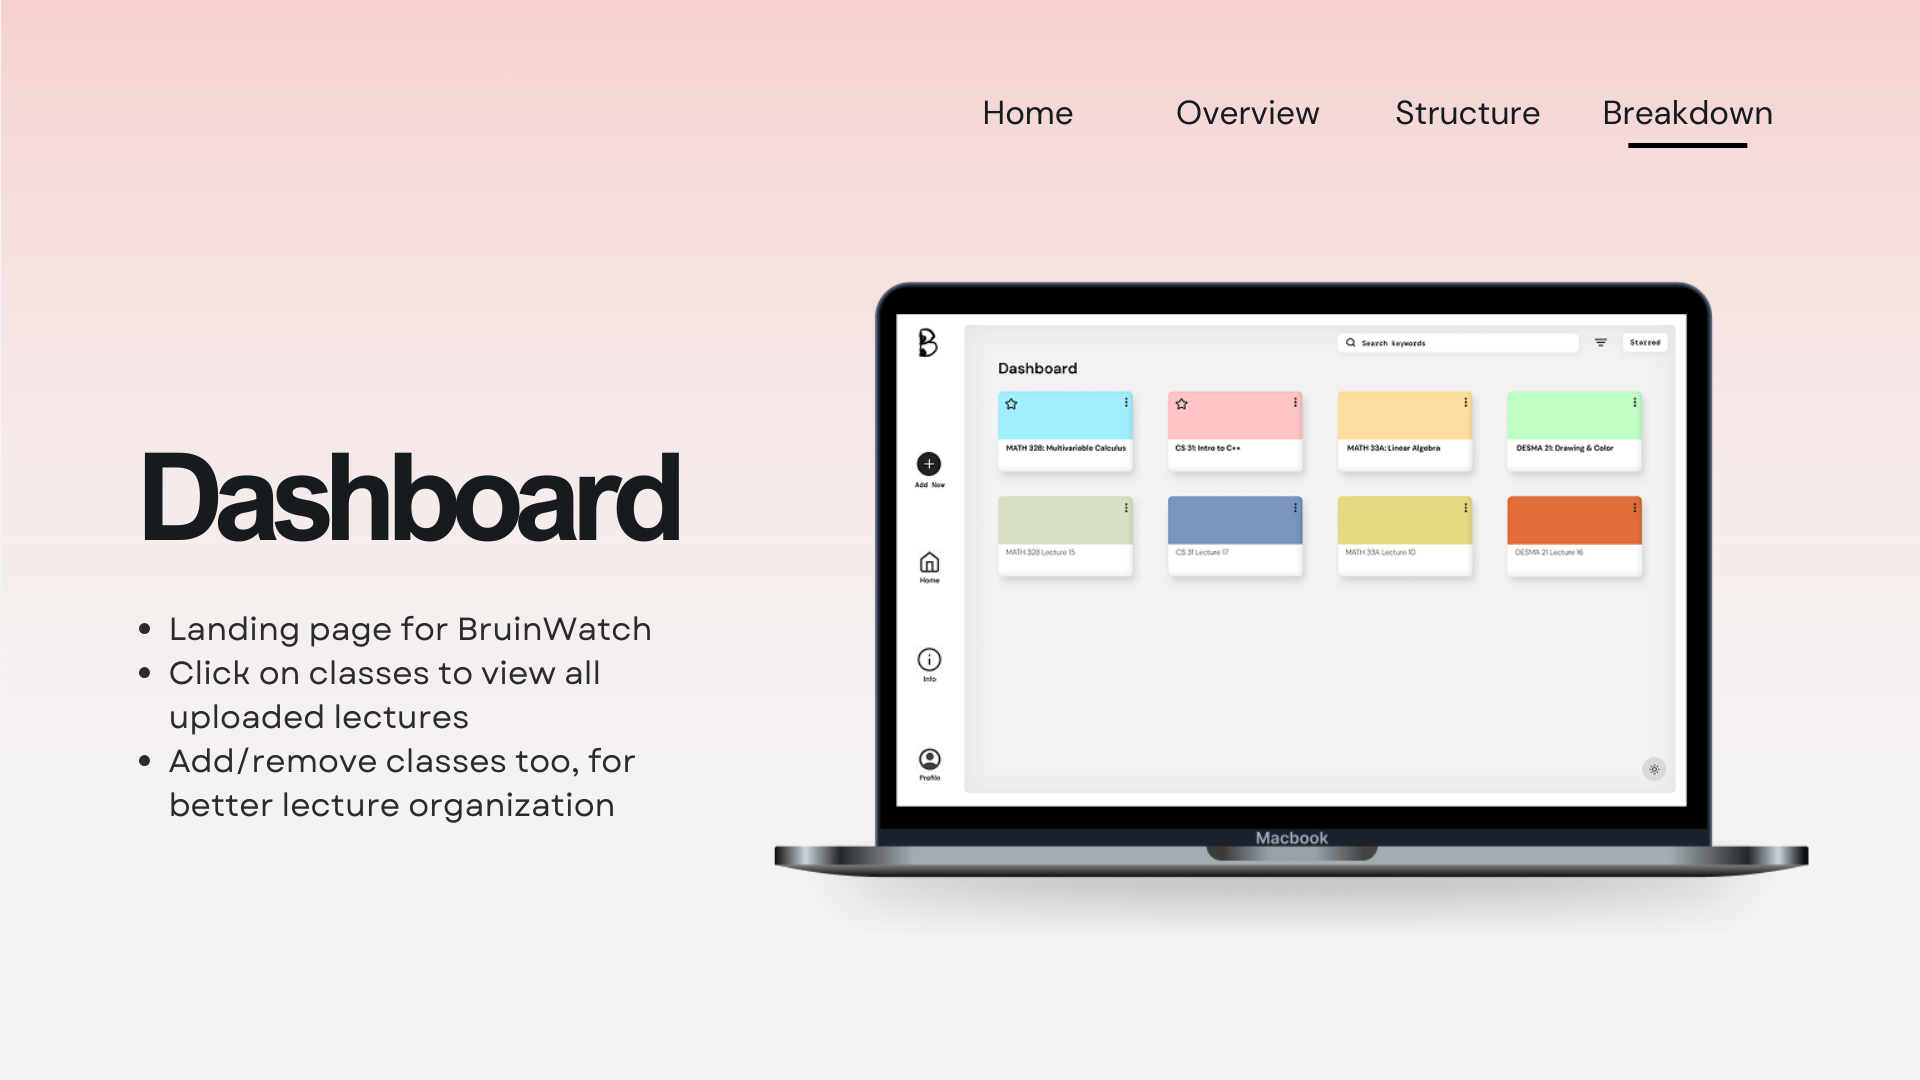 Home Overview Structure Breakdown
Dashboard
Landing page for BruinWatch
Click on classes to view all
uploaded lectures
Add/remove classes too, for
better lecture organization
B
Search keywords
Starred
Dashboard
MATH 32B: Multivariable Calculus
CS 31: Intro to C++
MATH 33A: Linear Algebra
DESMA 21: Drawing & Color
MATH 32B Lecture 15
CS 31 Lecture 17
MATH 33A Lecture 10
DESMA 21 Lecture 16
Add New
Home
Info
Profile
Macbook